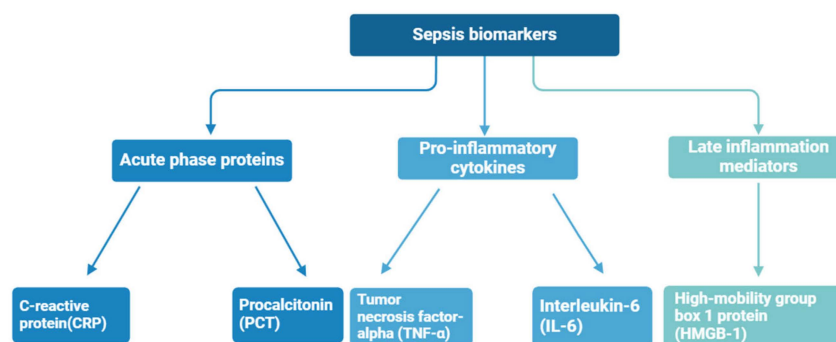 Sepsis biomarkers
Acute phase proteins
Pro-inflammatory
cytokines
Late inflammation
mediators
C-reactive
protein(CRP)
Procalcitonin
(PCT)
Tumor
necrosis factor-
alpha (TNF-α)
Interleukin-6
(IL-6)
High-mobility group
box 1 protein
(HMGB-1)